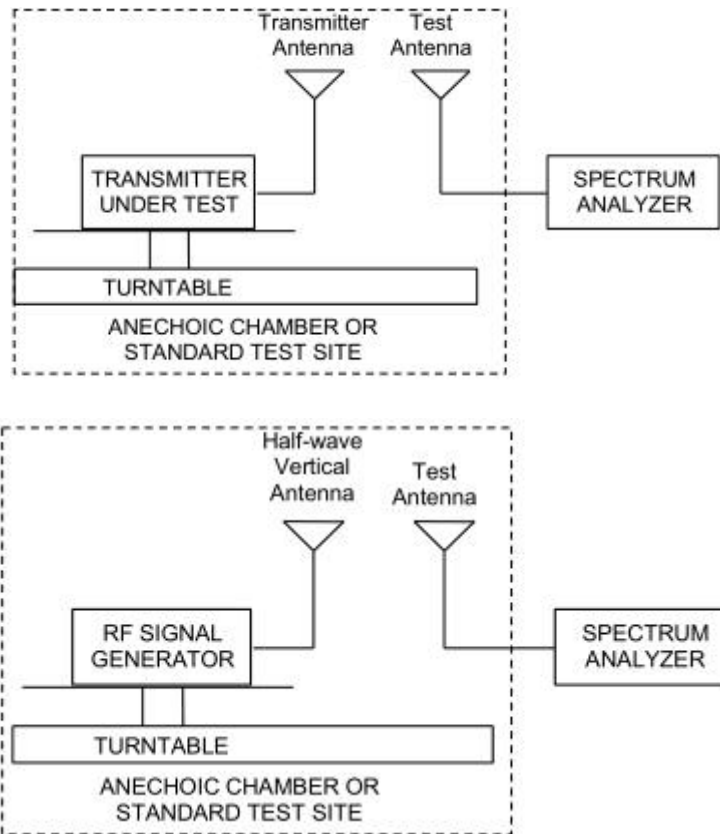 Transmitter
Antenna
Test
Antenna
TRANSMITTER
UNDER TEST
SPECTRUM
ANALYZER
TURNTABLE
ANECHOIC CHAMBER OR
STANDARD TEST SITE
Half-wave
Vertical
Antenna
Test
Antenna
RF SIGNAL
GENERATOR
SPECTRUM
ANALYZER
TURNTABLE
ANECHOIC CHAMBER OR
STANDARD TEST SITE